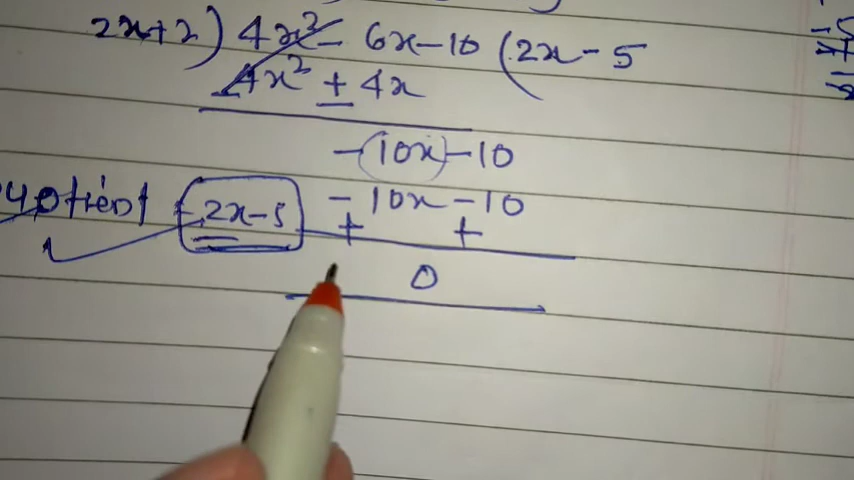 2x+2) 4x² - 6x-10 (2x-5
4x² + 4x
-
-10x-10
quotient - 2x-5 -10x-10
+ +
0